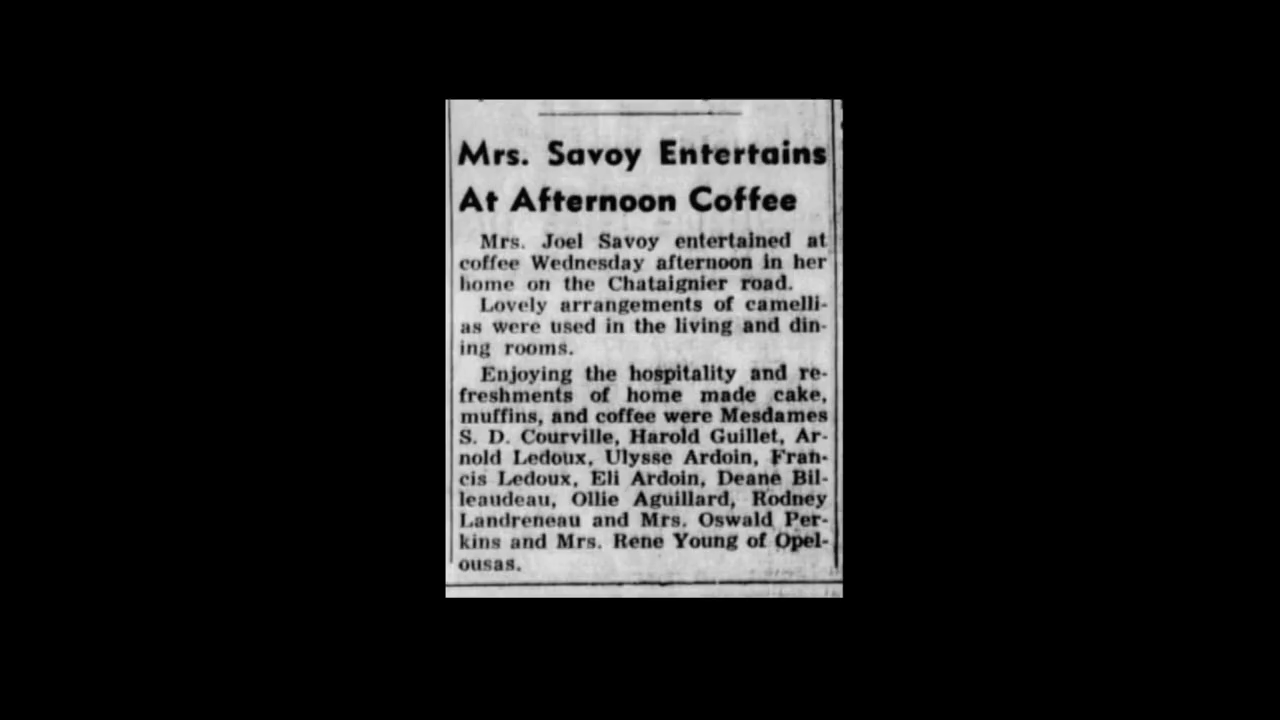 Mrs. Savoy Entertains
At Afternoon Coffee
Mrs. Joel Savoy entertained at
coffee Wednesday afternoon in her
home on the Chataignier road.
Lovely arrangements of camelli-
as were used in the living and din-
ing rooms.
Enjoying the hospitality and re-
freshments of home made cake,
muffins, and coffee were Mesdames
S. D. Courville, Harold Guillet, Ar-
nold Ledoux, Ulysse Ardoin, Fran-
cis Ledoux, Eli Ardoin, Deane Bil-
leaudeau, Ollie Aguillard, Rodney
Landreneau and Mrs. Oswald Per-
kins and Mrs. Rene Young of Opel-
ousas.